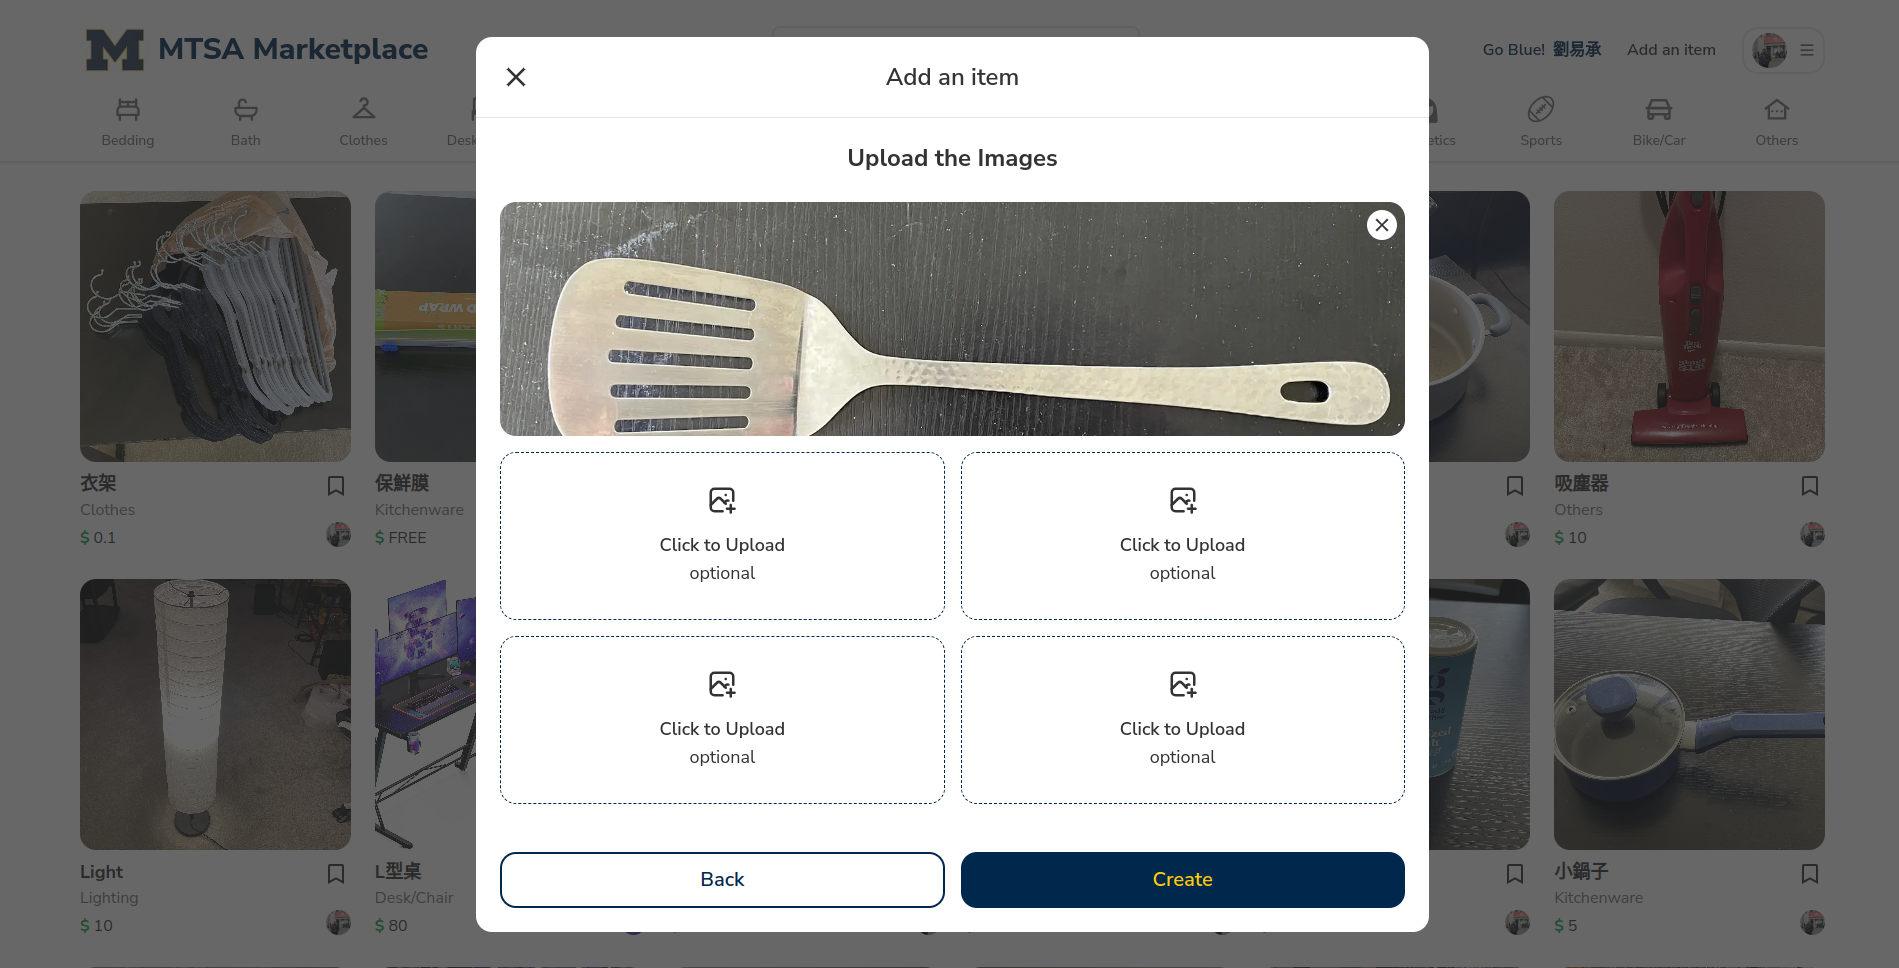 MTSA Marketplace
Go Blue! 劉易承
Add an item
Bedding
Bath
Clothes
Desk
etics
Sports
Bike/Car
Others
Add an item
Upload the Images
Click to Upload
optional
Click to Upload
optional
Click to Upload
optional
Click to Upload
optional
Back
Create
衣架
Clothes
$ 0.1
保鮮膜
Kitchenware
$ FREE
吸塵器
Others
$ 10
Light
Lighting
$ 10
L型桌
Desk/Chair
$ 80
小鍋子
Kitchenware
$ 5